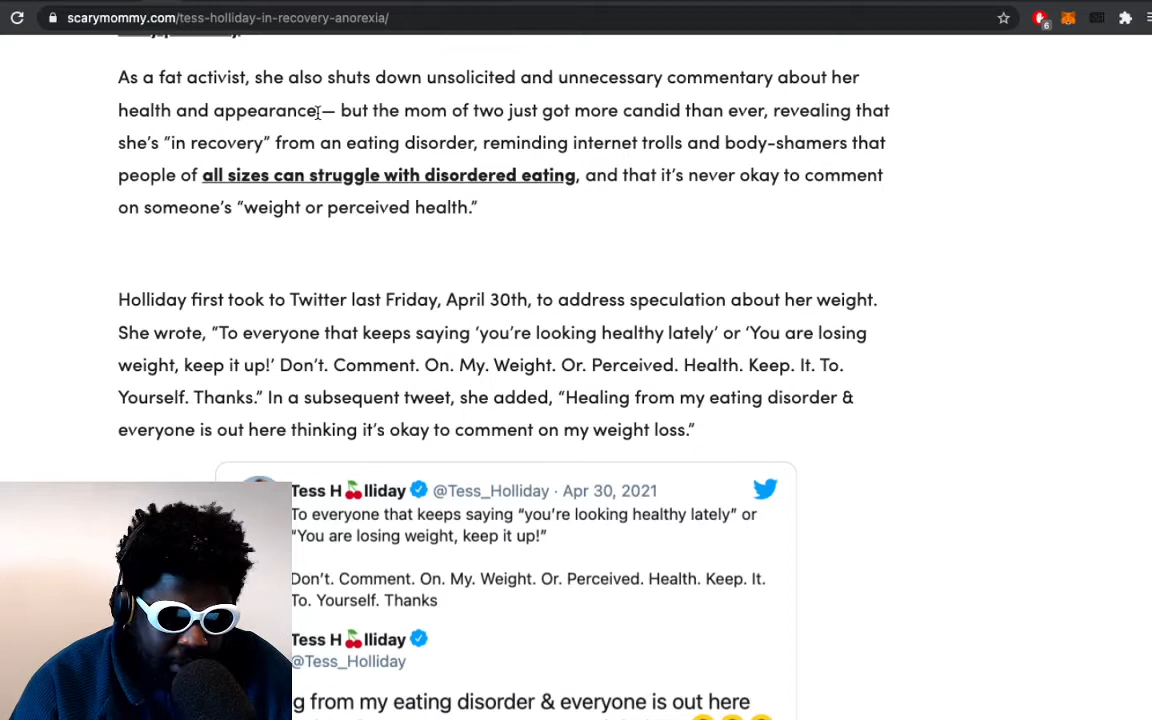 scarymommy.com/tess-holliday-in-recovery-anorexia/
6
As a fat activist, she also shuts down unsolicited and unnecessary commentary about her
health and appearance — but the mom of two just got more candid than ever, revealing that
she’s “in recovery” from an eating disorder, reminding internet trolls and body-shamers that
people of all sizes can struggle with disordered eating, and that it’s never okay to comment
on someone’s “weight or perceived health.”
Holliday first took to Twitter last Friday, April 30th, to address speculation about her weight.
She wrote, “To everyone that keeps saying ‘you’re looking healthy lately’ or ‘You are losing
weight, keep it up!’ Don’t. Comment. On. My. Weight. Or. Perceived. Health. Keep. It. To.
Yourself. Thanks.” In a subsequent tweet, she added, “Healing from my eating disorder &
everyone is out here thinking it’s okay to comment on my weight loss.”
Tess H🍒lliday @Tess_Holliday · Apr 30, 2021
To everyone that keeps saying “you’re looking healthy lately” or
“You are losing weight, keep it up!”
Don’t. Comment. On. My. Weight. Or. Perceived. Health. Keep. It.
To. Yourself. Thanks
Tess H🍒lliday
@Tess_Holliday
g from my eating disorder & everyone is out here